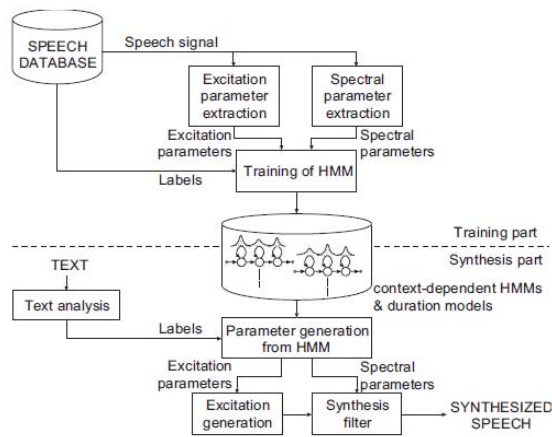 SPEECH
DATABASE
Speech signal
Excitation
parameter
extraction
Spectral
parameter
extraction
Excitation
parameters
Spectral
parameters
Labels
Training of HMM
Training part
Synthesis part
TEXT
context-dependent HMMs
& duration models
Text analysis
Labels
Parameter generation
from HMM
Excitation
parameters
Spectral
parameters
Excitation
generation
Synthesis
filter
SYNTHESIZED
SPEECH